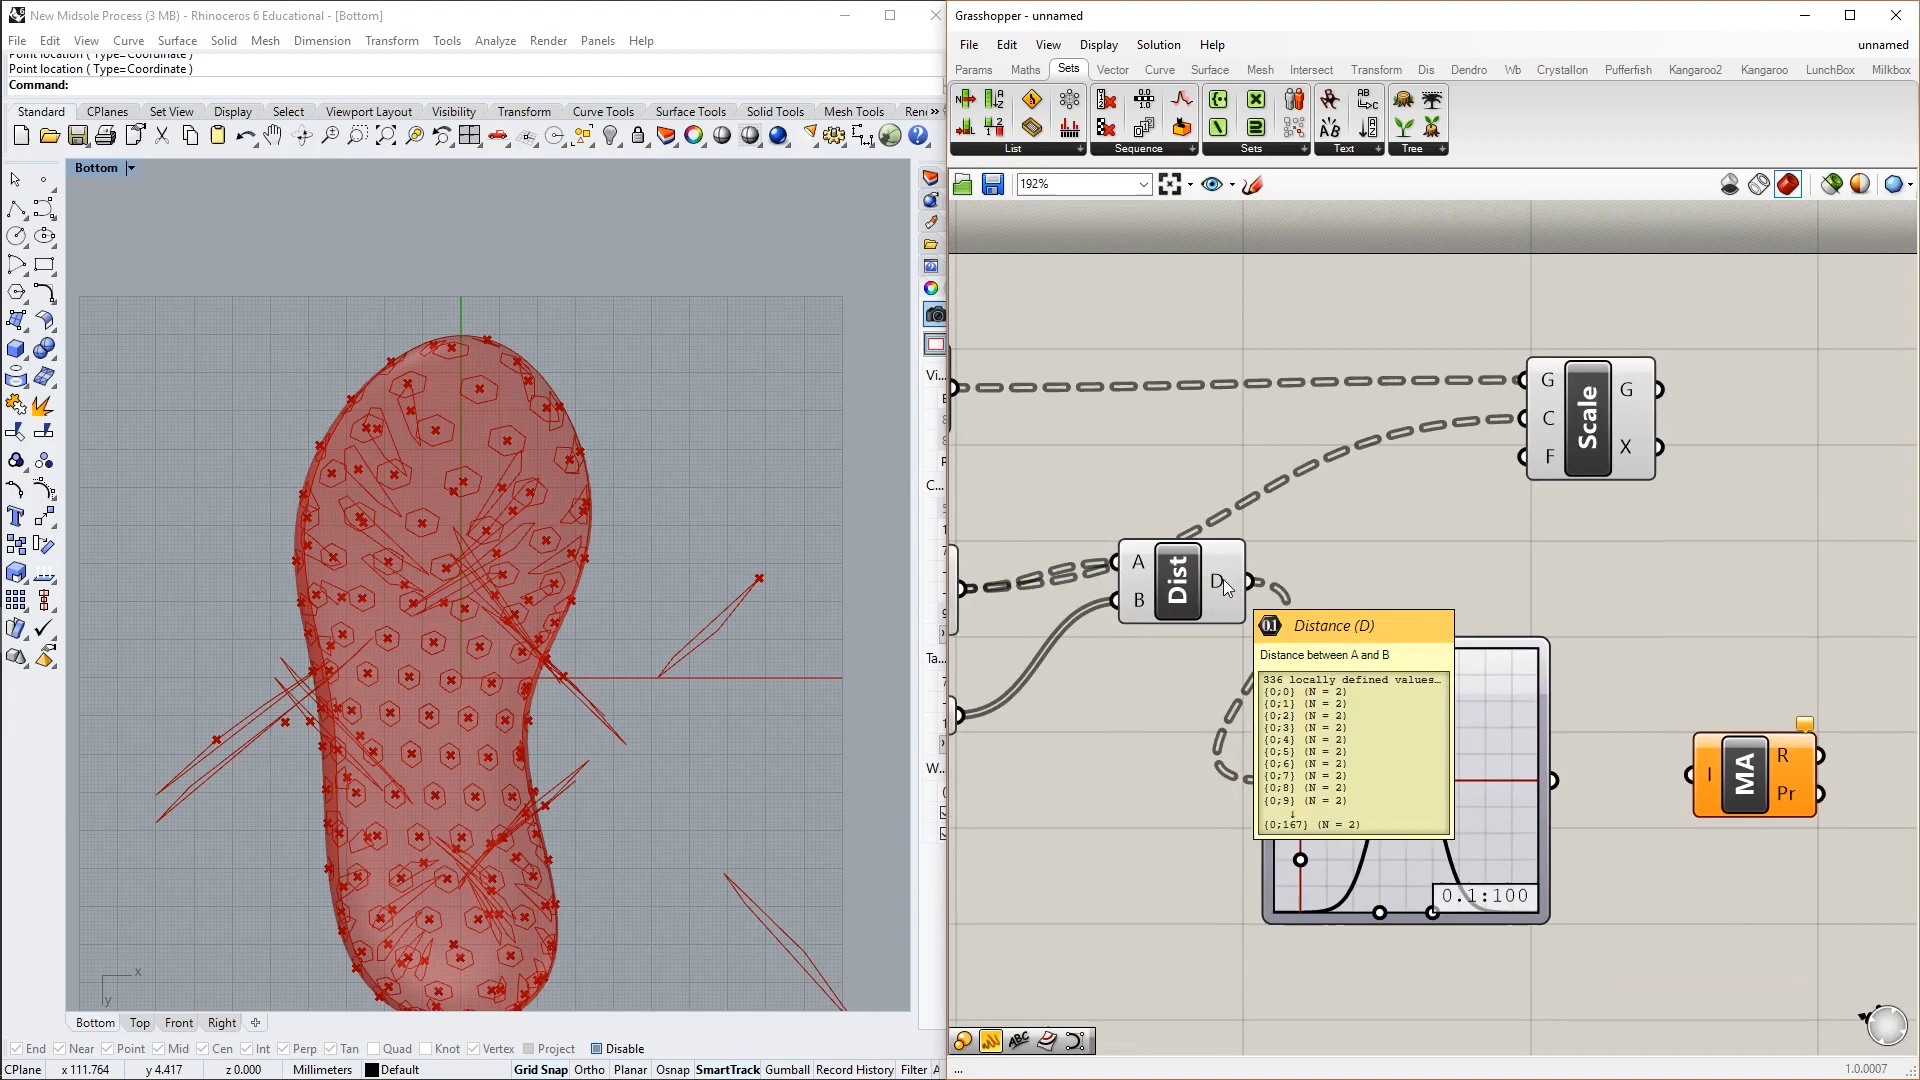 New Midsole Process (3 MB) - Rhinoceros 6 Educational - [Bottom]
File Edit View Curve Surface Solid Mesh Dimension Transform Tools Analyze Render Panels Help
Point location ( Type=Coordinate )
Point location ( Type=Coordinate )
Command:
Standard CPlanes Set View Display Select Viewport Layout Visibility Transform Curve Tools Surface Tools Solid Tools Mesh Tools Ren
Bottom
Vi...
C...
Ta...
W...
x
y
Bottom Top Front Right
End Near Point Mid Cen Int Perp Tan Quad Knot Vertex Project Disable
CPlane x 111.764 y 4.417 z 0.000 Millimeters Default Grid Snap Ortho Planar Osnap SmartTrack Gumball Record History Filter A
Grasshopper - unnamed
File Edit View Display Solution Help unnamed
Params Maths Sets Vector Curve Surface Mesh Intersect Transform Dis Dendro Wb Crystallon Pufferfish Kangaroo2 Kangaroo LunchBox Milkbox
List Sequence Sets Text Tree
192%
G C F Scale G X
A B Dist D
Distance (D)
Distance between A and B
336 locally defined values...
{0;0} (N = 2)
{0;1} (N = 2)
{0;2} (N = 2)
{0;3} (N = 2)
{0;4} (N = 2)
{0;5} (N = 2)
{0;6} (N = 2)
{0;7} (N = 2)
{0;8} (N = 2)
{0;9} (N = 2)
{0;167} (N = 2)
0.1:100
I MA R Pr
...
1.0.0007